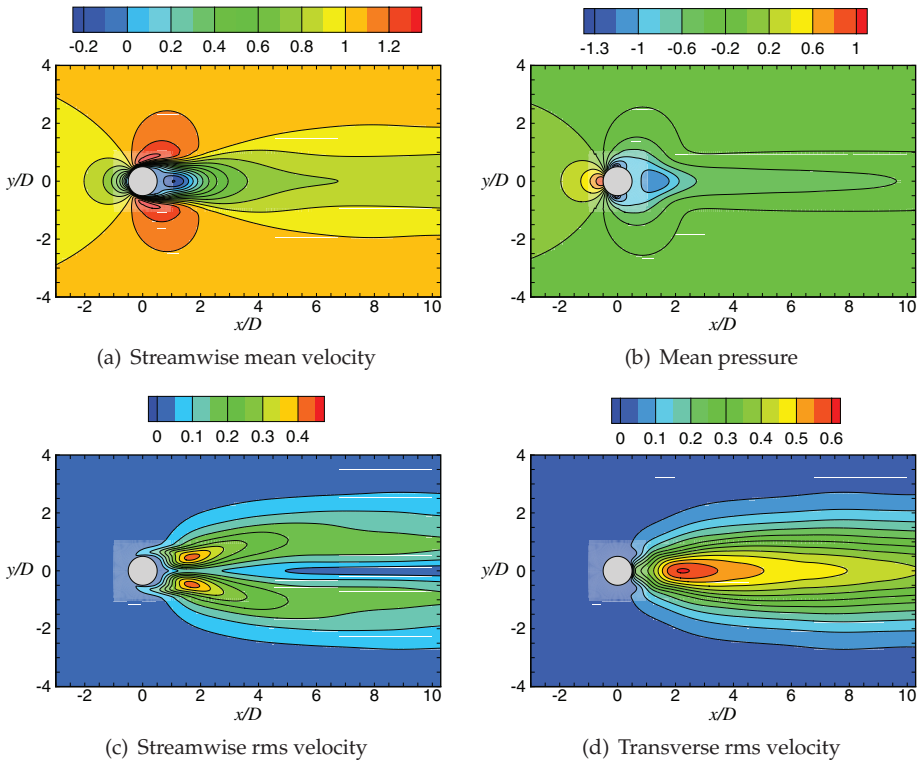 -0.2 0 0.2 0.4 0.6 0.8 1 1.2
-1.3 -1 -0.6 -0.2 0.2 0.6 1
4
2
y/D 0
-2
-4
-2 0 2 4 6 8 10
x/D
(a) Streamwise mean velocity
4
2
y/D 0
-2
-4
-2 0 2 4 6 8 10
x/D
(b) Mean pressure
0 0.1 0.2 0.3 0.4
0 0.1 0.2 0.4 0.5 0.6
4
2
y/D 0
-2
-4
-2 0 2 4 6 8 10
x/D
(c) Streamwise rms velocity
4
2
y/D 0
-2
-4
-2 0 2 4 6 8 10
x/D
(d) Transverse rms velocity